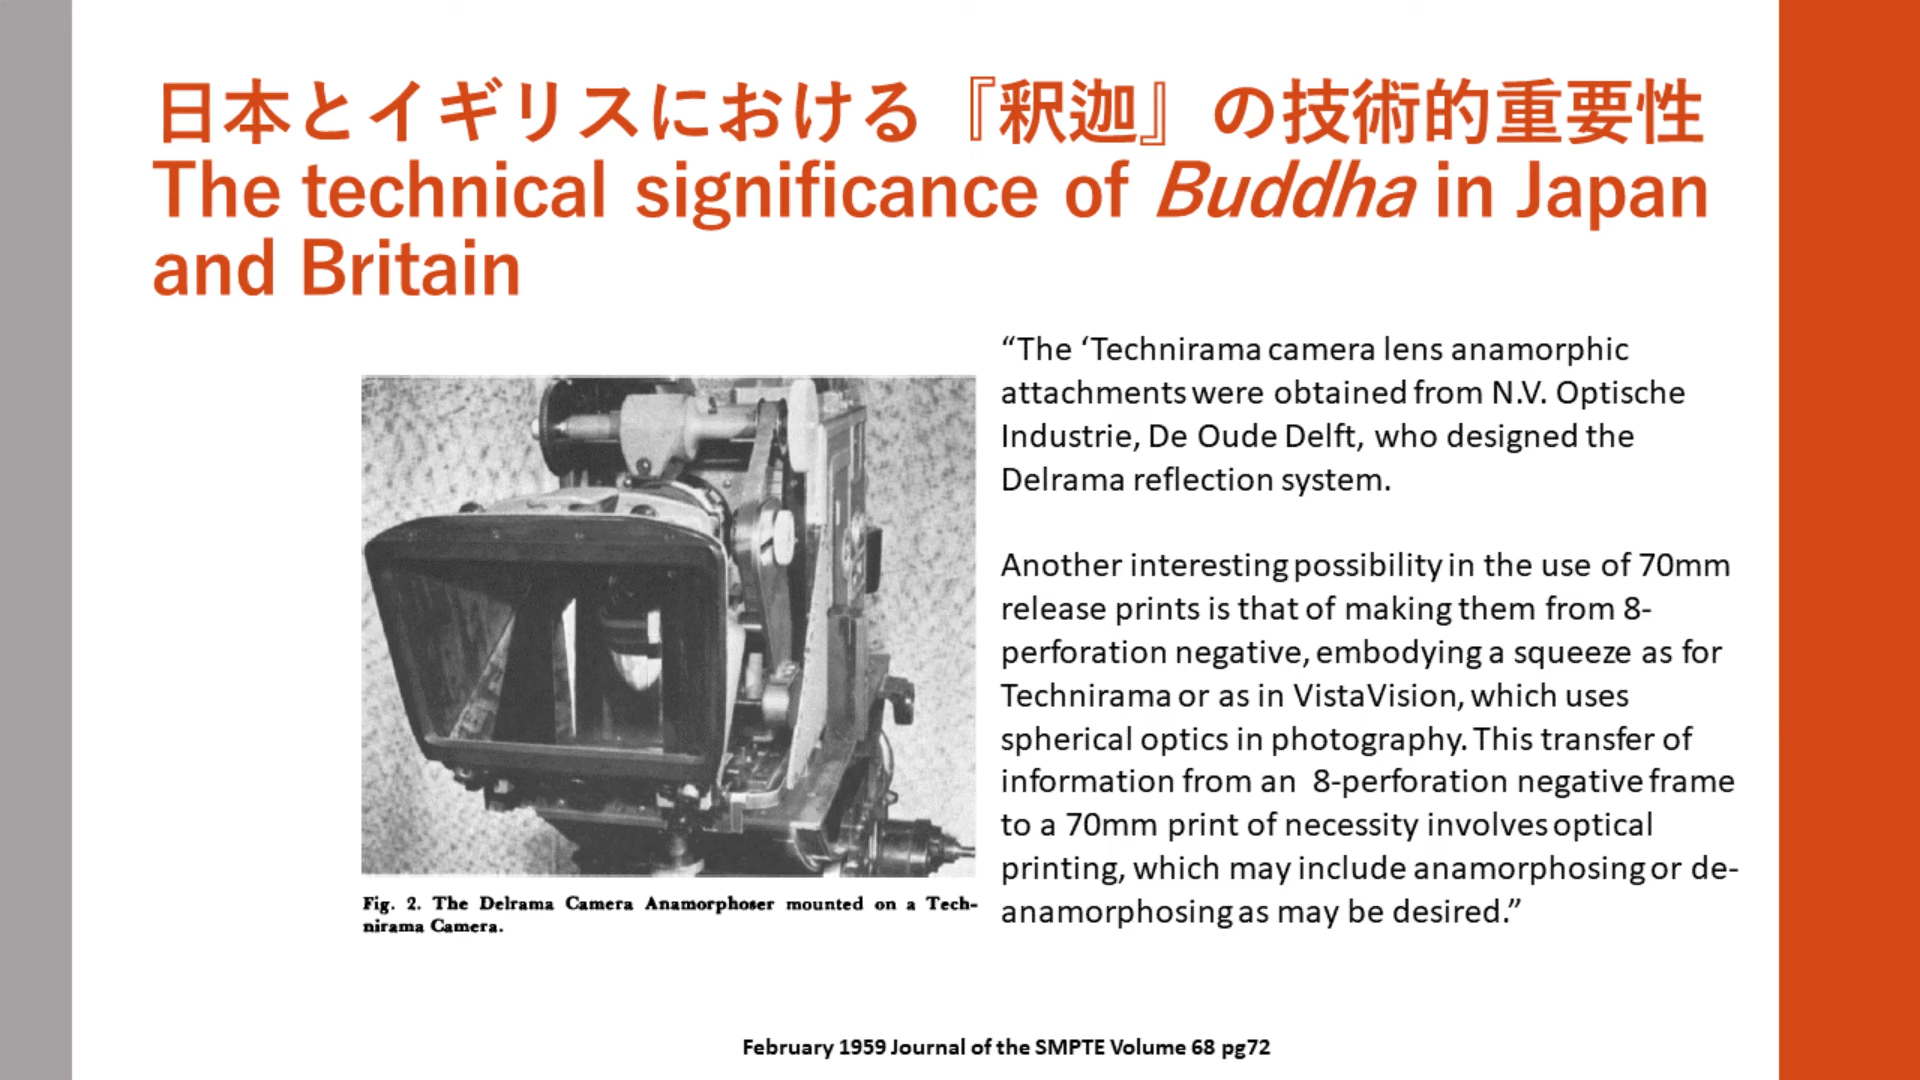 日本とイギリスにおける『釈迦』の技術的重要性
The technical significance of Buddha in Japan
and Britain
“The ‘Technirama camera lens anamorphic
attachments were obtained from N.V. Optische
Industrie, De Oude Delft, who designed the
Delrama reflection system.
Another interesting possibility in the use of 70mm
release prints is that of making them from 8-
perforation negative, embodying a squeeze as for
Technirama or as in VistaVision, which uses
spherical optics in photography. This transfer of
information from an 8-perforation negative frame
to a 70mm print of necessity involves optical
printing, which may include anamorphosing or de-
anamorphosing as may be desired.”
Fig. 2. The Delrama Camera Anamorphoser mounted on a Tech-
nirama Camera.
February 1959 Journal of the SMPTE Volume 68 pg72